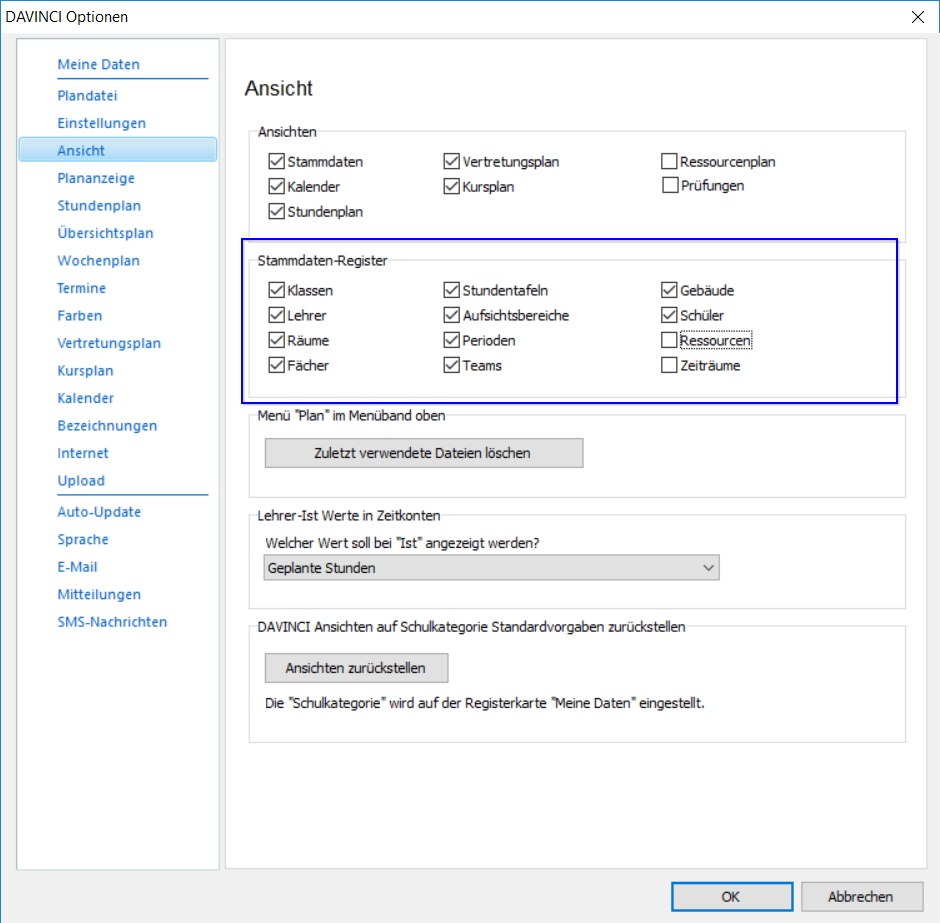 DAVINCI Optionen
Meine Daten
Plandatei
Einstellungen
Ansicht
Plananzeige
Stundenplan
Übersichtsplan
Wochenplan
Termine
Farben
Vertretungsplan
Kursplan
Kalender
Bezeichnungen
Internet
Upload
Auto-Update
Sprache
E-Mail
Mitteilungen
SMS-Nachrichten
Ansicht
Ansichten
Stammdaten Vertretungsplan Ressourcenplan
Kalender Kursplan Prüfungen
Stundenplan
Stammdaten-Register
Klassen Stundentafeln Gebäude
Lehrer Aufsichtsbereiche Schüler
Räume Perioden Ressourcen
Fächer Teams Zeiträume
Menü "Plan" im Menüband oben
Zuletzt verwendete Dateien löschen
Lehrer-Ist Werte in Zeitkonten
Welcher Wert soll bei "Ist" angezeigt werden?
Geplante Stunden
DAVINCI Ansichten auf Schulkategorie Standardvorgaben zurückstellen
Ansichten zurückstellen
Die "Schulkategorie" wird auf der Registerkarte "Meine Daten" eingestellt.
OK Abbrechen